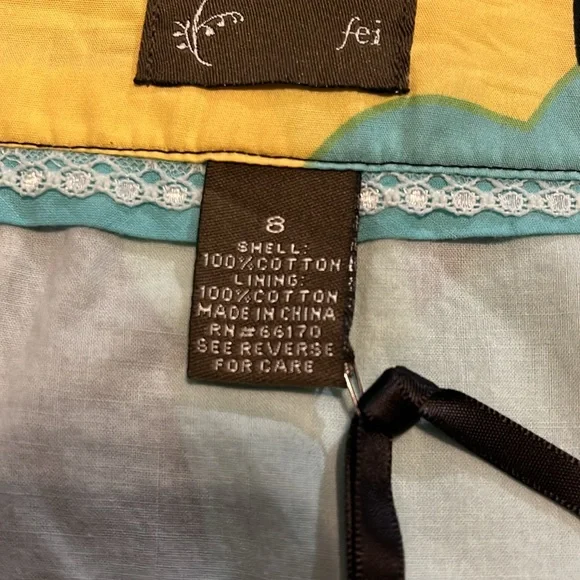 fei
8
SHELL:
100%COTTON
LINING:
100%COTTON
MADE IN CHINA
RN#66170
SEE REVERSE
FOR CARE